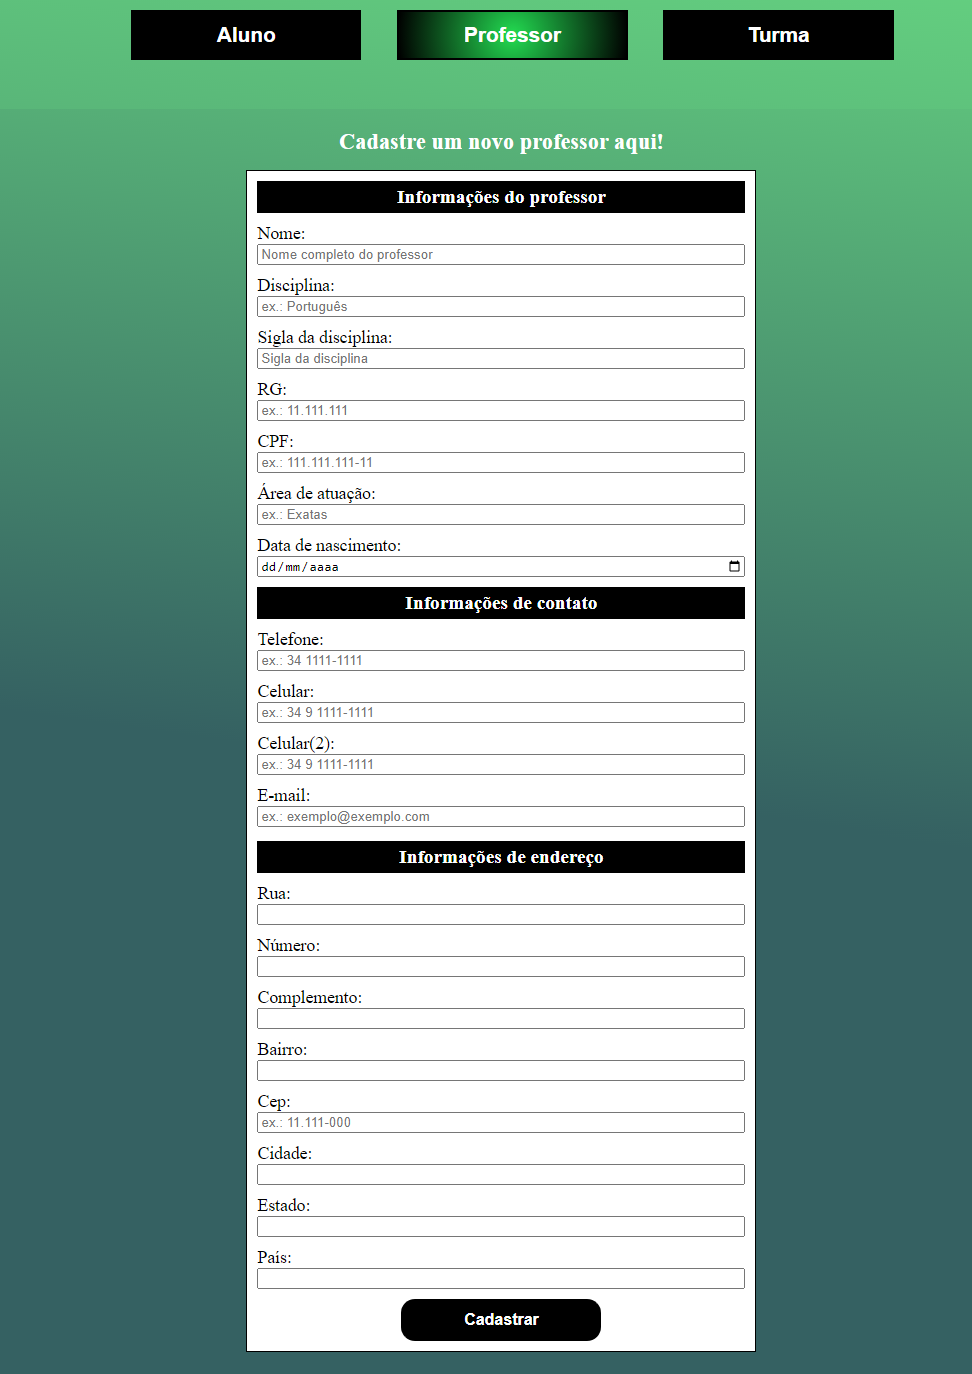 Aluno Professor Turma
Cadastre um novo professor aqui!
Informações do professor
Nome:
Nome completo do professor
Disciplina:
ex.: Português
Sigla da disciplina:
Sigla da disciplina
RG:
ex.: 11.111.111
CPF:
ex.: 111.111.111-11
Área de atuação:
ex.: Exatas
Data de nascimento:
dd/mm/aaaa
Informações de contato
Telefone:
ex.: 34 1111-1111
Celular:
ex.: 34 9 1111-1111
Celular(2):
ex.: 34 9 1111-1111
E-mail:
ex.: exemplo@exemplo.com
Informações de endereço
Rua:
Número:
Complemento:
Bairro:
Cep:
ex.: 11.111-000
Cidade:
Estado:
País:
Cadastrar